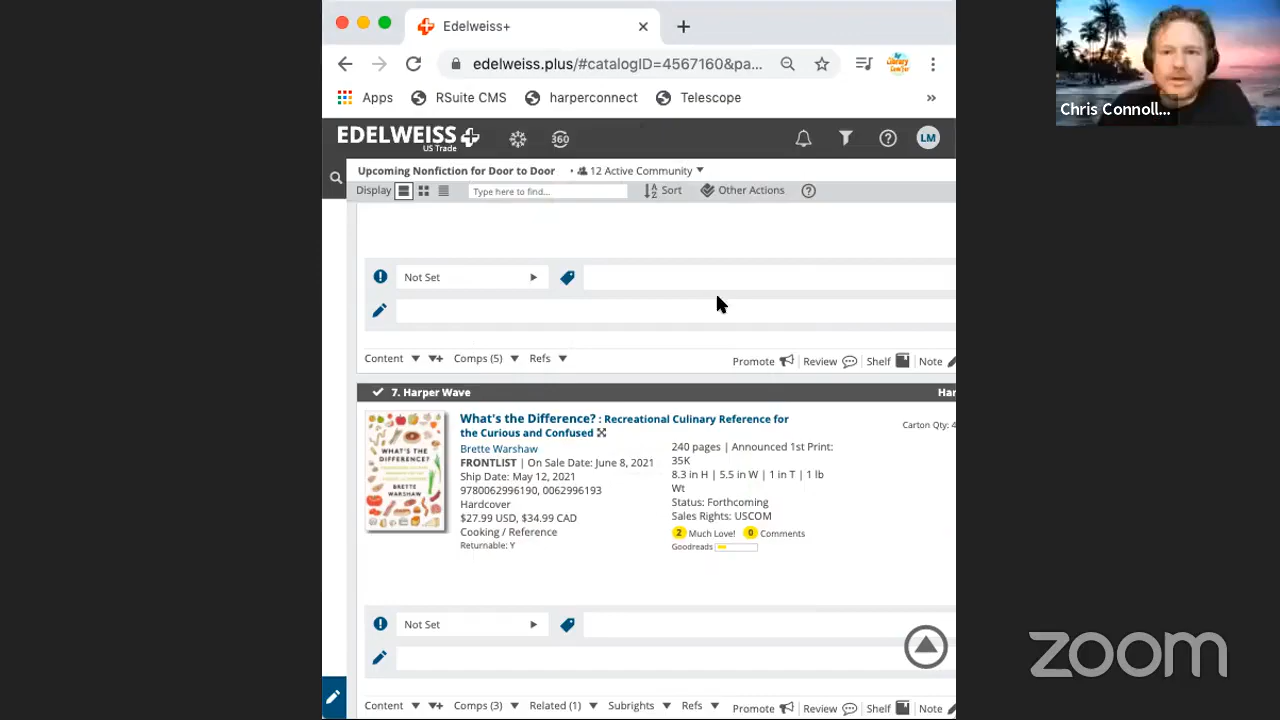 Edelweiss+
edelweiss.plus/#catalogID=4567160&pa...
Apps RSuite CMS harperconnect Telescope »
EDELWEISS
US Trade
360
LM
Upcoming Nonfiction for Door to Door • 12 Active Community
Display Type here to find... Sort Other Actions
Not Set
Content Comps (5) Refs Promote Review Shelf Note
7. Harper Wave Har
What's the Difference? : Recreational Culinary Reference for
the Curious and Confused
Brette Warshaw
FRONTLIST | On Sale Date: June 8, 2021
Ship Date: May 12, 2021
9780062996190, 0062996193
Hardcover
$27.99 USD, $34.99 CAD
Cooking / Reference
Returnable: Y
240 pages | Announced 1st Print:
35K
8.3 in H | 5.5 in W | 1 in T | 1 lb
Wt
Status: Forthcoming
Sales Rights: USCOM
2 Much Love! 0 Comments
Goodreads
Carton Qty: 4
WHAT'S THE
DIFFERENCE?
BRETTE
WARSHAW
Not Set
Content Comps (3) Related (1) Subrights Refs Promote Review Shelf Note
Chris Connoll...
zoom